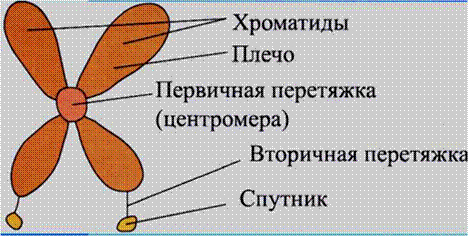 Хроматиды
Плечо
Первичная перетяжка
(центромера)
Вторичная перетяжка
Спутник